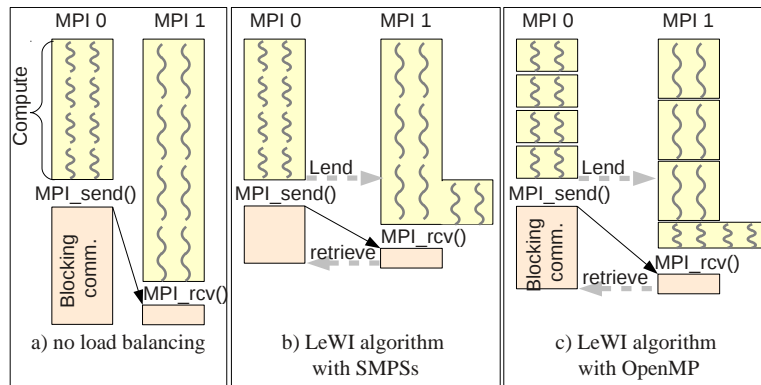 MPI 0 MPI 1
Compute
MPI_send()
Blocking
comm.
MPI_rcv()
a) no load balancing
MPI 0 MPI 1
Lend
MPI_send()
MPI_rcv()
retrieve
b) LeWI algorithm
with SMPSs
MPI 0 MPI 1
Lend
MPI_send()
Blocking
comm.
MPI_rcv()
retrieve
c) LeWI algorithm
with OpenMP